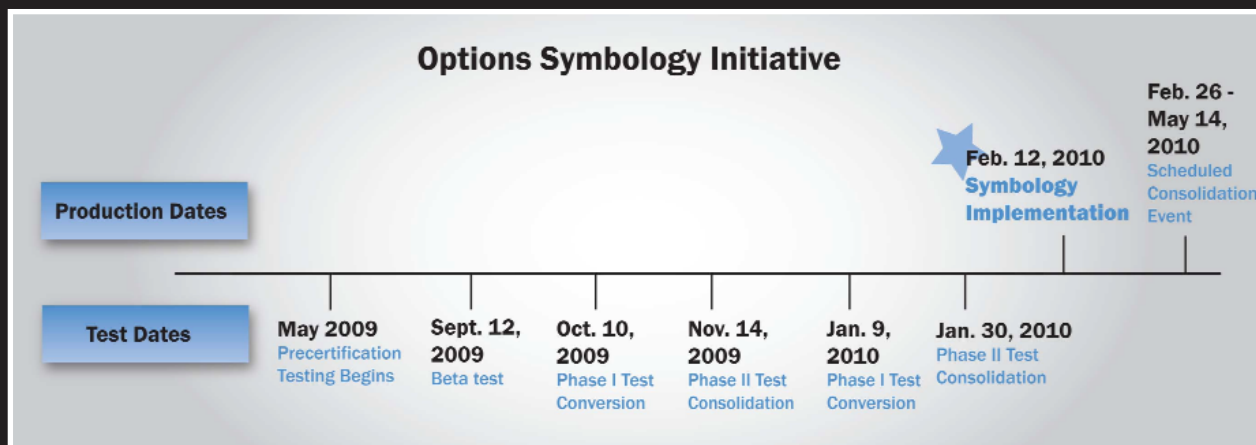 Options Symbology Initiative
Feb. 26 -
May 14,
2010
Scheduled
Consolidation
Event
Feb. 12, 2010
Symbology
Implementation
Production Dates
Test Dates
May 2009
Precertification
Testing Begins
Sept. 12,
2009
Beta test
Oct. 10,
2009
Phase I Test
Conversion
Nov. 14,
2009
Phase II Test
Consolidation
Jan. 9,
2010
Phase I Test
Conversion
Jan. 30, 2010
Phase II Test
Consolidation